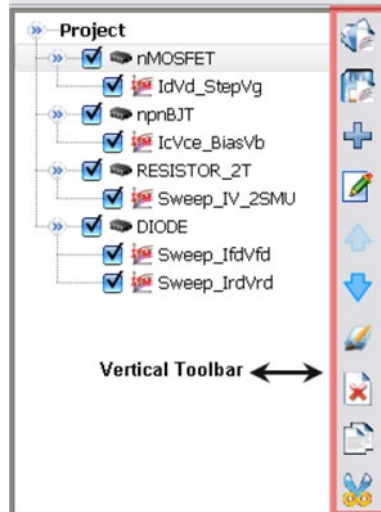 Project
nMOSFET
IdVd_StepVg
npnBJT
IcVce_BiasVb
RESISTOR_2T
Sweep_IV_2SMU
DIODE
Sweep_IfdVfd
Sweep_IrdVrd
Vertical Toolbar